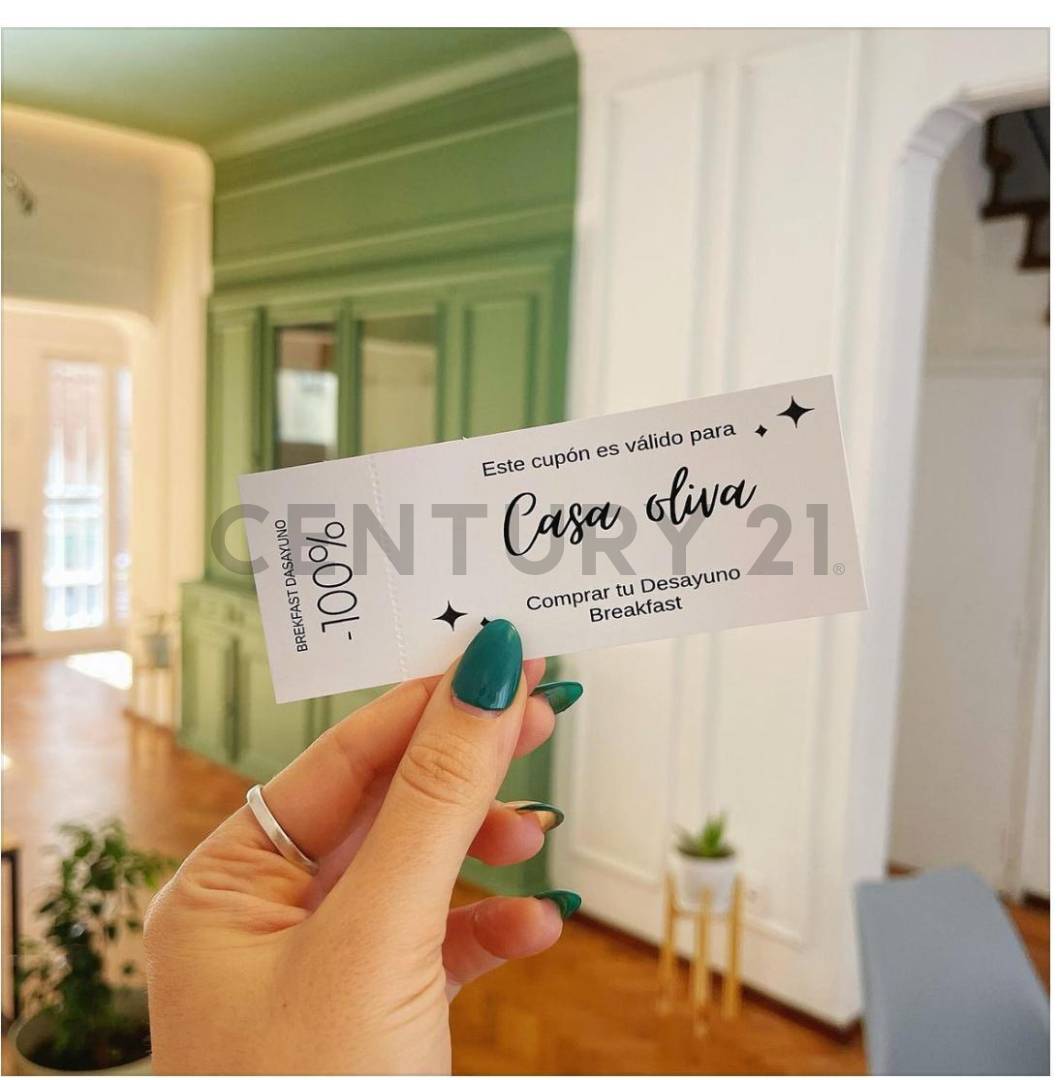 BREKFAST DASAYUNO
-100%
Este cupón es válido para
Casa oliva
Comprar tu Desayuno
Breakfast
CENTURY 21®